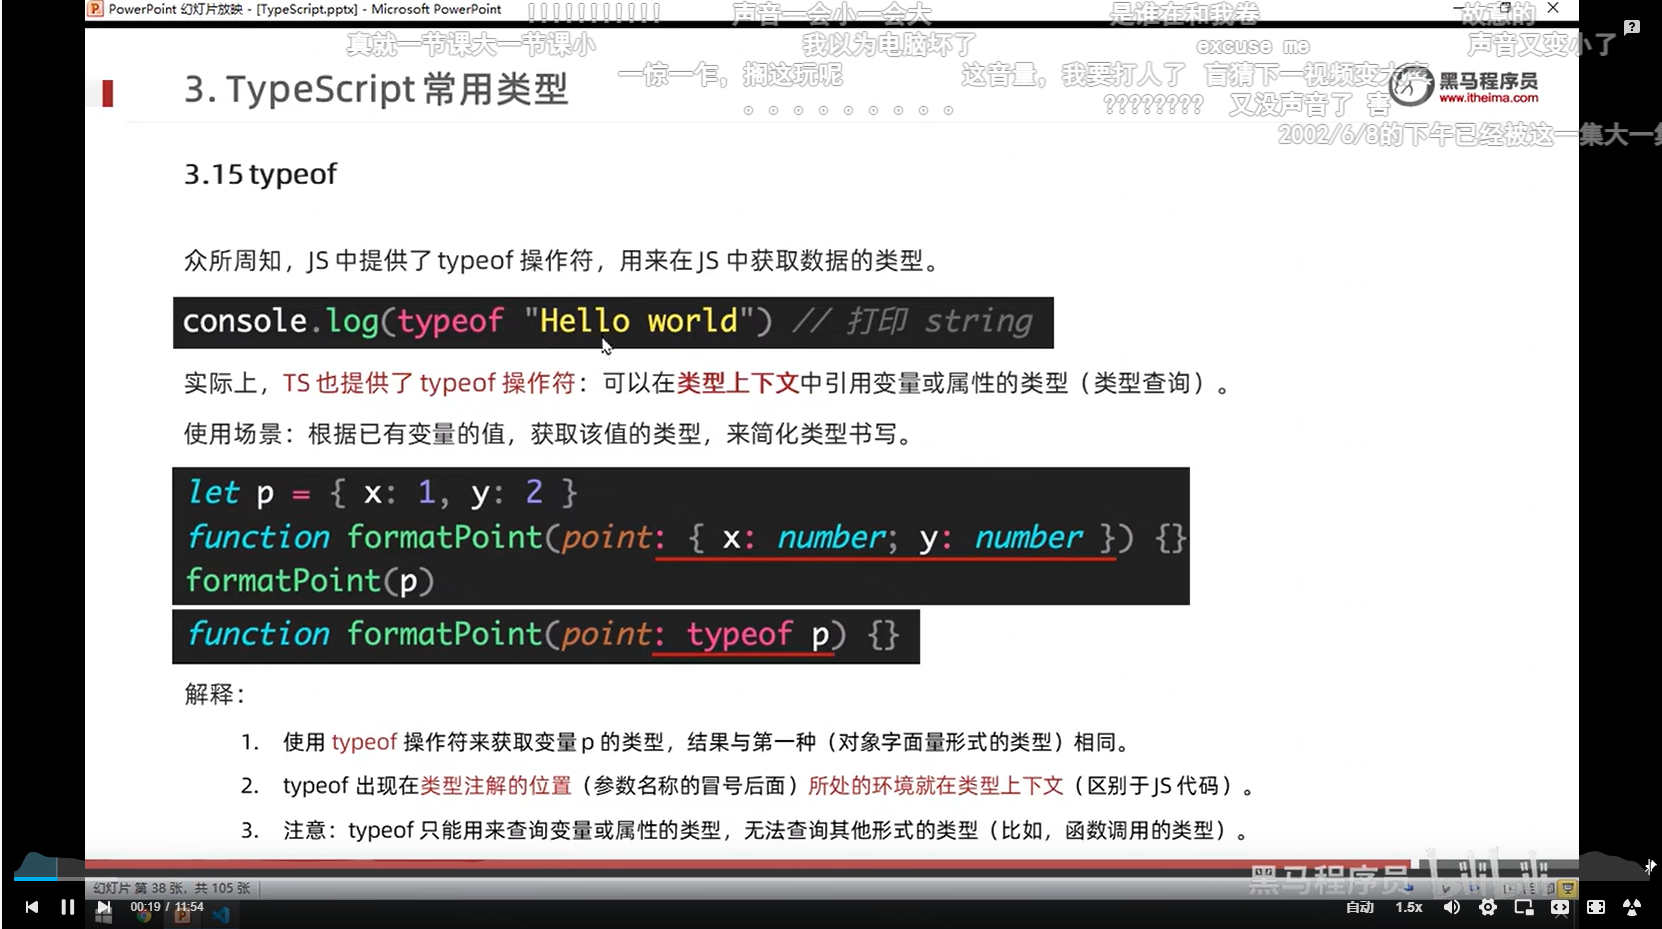 PowerPoint 幻灯片放映 - [TypeScript.pptx] - Microsoft PowerPoint
!!!!!!!!!!!
声音一会小一会大
是谁在和我卷
故意的
真就一节课大一节课小
我以为电脑坏了
excuse me
声音又变小了
一惊一乍，搁这玩呢
这音量，我要打人了
盲猜下一视频变大
3. TypeScript 常用类型
黑马程序员
www.itheima.com
。。。。。。。。。
????????
又没声音了 害
2002/6/8的下午已经被这一集大一
3.15 typeof
众所周知，JS 中提供了 typeof 操作符，用来在 JS 中获取数据的类型。
console.log(typeof "Hello world") // 打印 string
实际上，TS 也提供了 typeof 操作符：可以在类型上下文中引用变量或属性的类型（类型查询）。
使用场景：根据已有变量的值，获取该值的类型，来简化类型书写。
let p = { x: 1, y: 2 }
function formatPoint(point: { x: number; y: number }) {}
formatPoint(p)
function formatPoint(point: typeof p) {}
解释：
1. 使用 typeof 操作符来获取变量 p 的类型，结果与第一种（对象字面量形式的类型）相同。
2. typeof 出现在类型注解的位置（参数名称的冒号后面）所处的环境就在类型上下文（区别于 JS 代码）。
3. 注意：typeof 只能用来查询变量或属性的类型，无法查询其他形式的类型（比如，函数调用的类型）。
黑马程序员
幻灯片 第 38 张，共 105 张
00:19 / 11:54
自动
1.5x